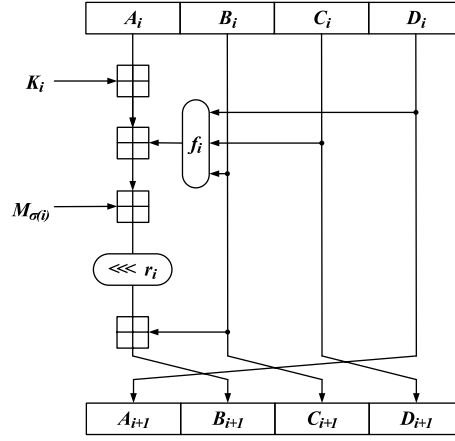 A_i B_i C_i D_i
K_i
f_i
M_σ(i)
<<< r_i
A_i+1 B_i+1 C_i+1 D_i+1